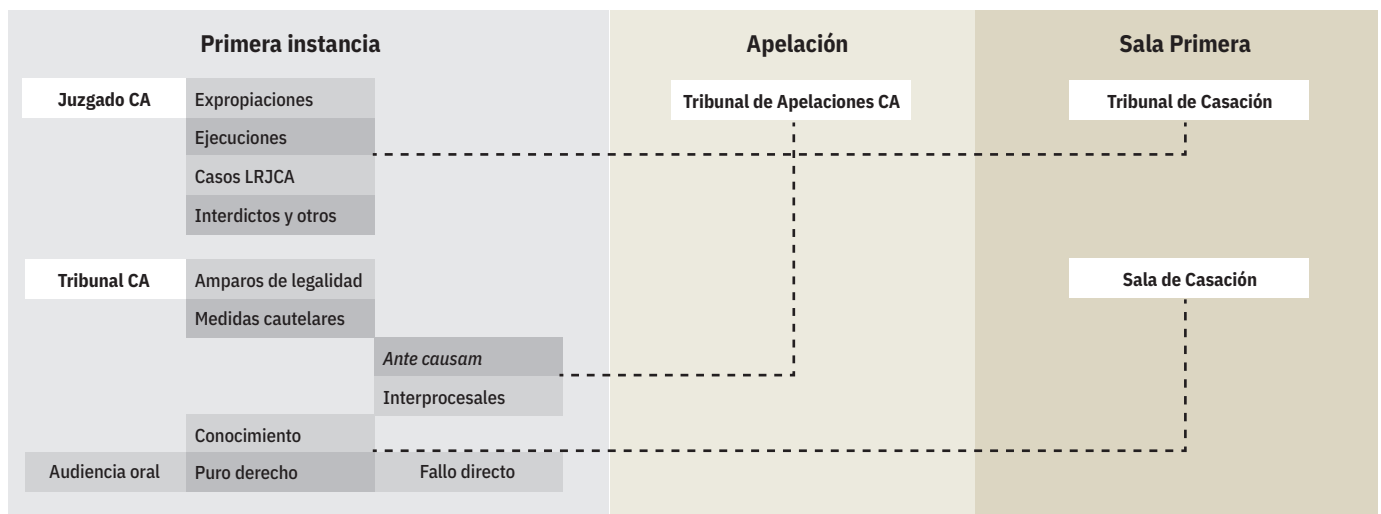 Primera instancia
Apelación
Sala Primera
Juzgado CA
Expropiaciones
Ejecuciones
Casos LRJCA
Interdictos y otros
Tribunal de Apelaciones CA
Tribunal de Casación
Tribunal CA
Amparos de legalidad
Medidas cautelares
Ante causam
Interprocesales
Sala de Casación
Conocimiento
Audiencia oral
Puro derecho
Fallo directo